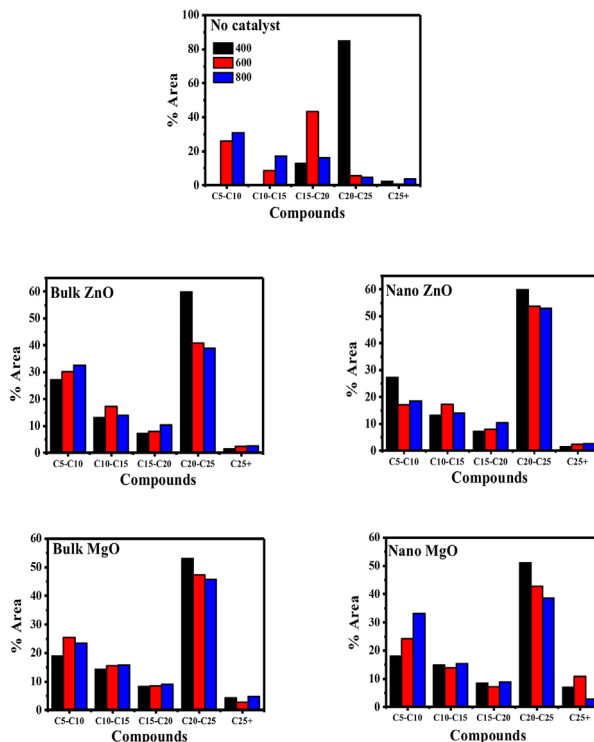 No catalyst
400
600
800
100
80
60
40
20
0
% Area
C5-C10 C10-C15 C15-C20 C20-C25 C25+
Compounds
Bulk ZnO
60
50
40
30
20
10
0
% Area
C5-C10 C10-C15 C15-C20 C20-C25 C25+
Compounds
Nano ZnO
60
50
40
30
20
10
0
% Area
C5-C10 C10-C15 C15-C20 C20-C25 C25+
Compounds
Bulk MgO
60
50
40
30
20
10
0
% Area
C5-C10 C10-C15 C15-C20 C20-C25 C25+
Compounds
Nano MgO
60
50
40
30
20
10
0
% Area
C5-C10 C10-C15 C15-C20 C20-C25 C25+
Compounds